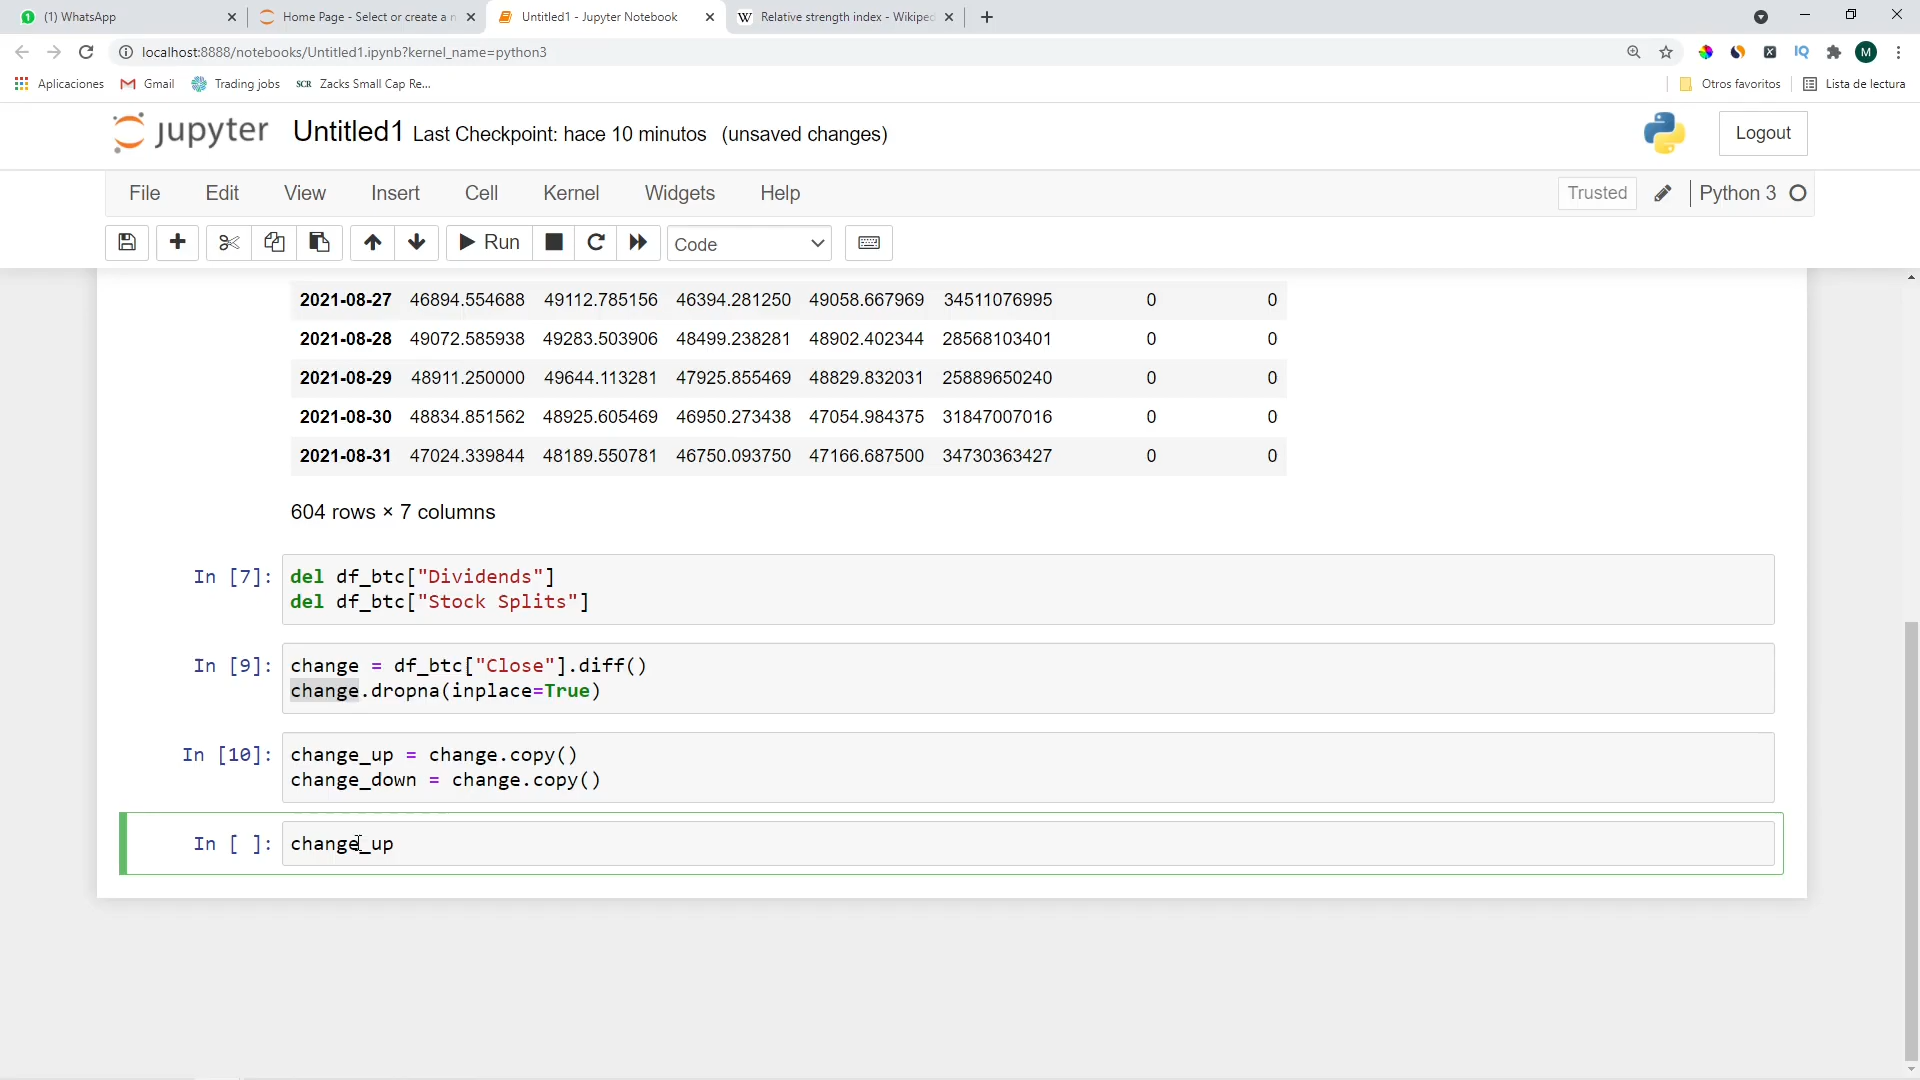 (1) WhatsApp
Home Page - Select or create a n
Untitled1 - Jupyter Notebook
Relative strength index - Wikiped
localhost:8888/notebooks/Untitled1.ipynb?kernel_name=python3
Aplicaciones
Gmail
Trading jobs
SCR Zacks Small Cap Re...
Otros favoritos
Lista de lectura
jupyter Untitled1 Last Checkpoint: hace 10 minutos (unsaved changes)
Logout
File Edit View Insert Cell Kernel Widgets Help
Trusted
Python 3
Run
Code
2021-08-27 46894.554688 49112.785156 46394.281250 49058.667969 34511076995 0 0
2021-08-28 49072.585938 49283.503906 48499.238281 48902.402344 28568103401 0 0
2021-08-29 48911.250000 49644.113281 47925.855469 48829.832031 25889650240 0 0
2021-08-30 48834.851562 48925.605469 46950.273438 47054.984375 31847007016 0 0
2021-08-31 47024.339844 48189.550781 46750.093750 47166.687500 34730363427 0 0
604 rows × 7 columns
In [7]: del df_btc["Dividends"]
del df_btc["Stock Splits"]
In [9]: change = df_btc["Close"].diff()
change.dropna(inplace=True)
In [10]: change_up = change.copy()
change_down = change.copy()
In [ ]: change_up